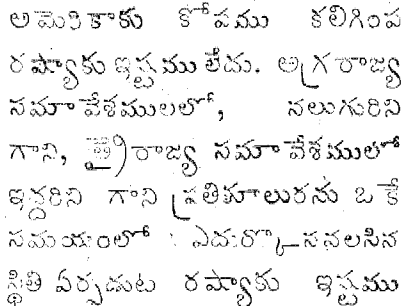 అమెరికాకు కోపము కలిగింప
రష్యాకు ఇష్టము లేదు. అగ్రరాజ్య
సమావేశములలో, నలుగురిని
గాని, త్రైరాజ్య సమావేశములో
ఇద్దరిని గాని ప్రతికూలురను ఒకే
సమయంలో ఎదుర్కొనవలసిన
స్థితి ఏర్పడుట రష్యాకు ఇష్టము